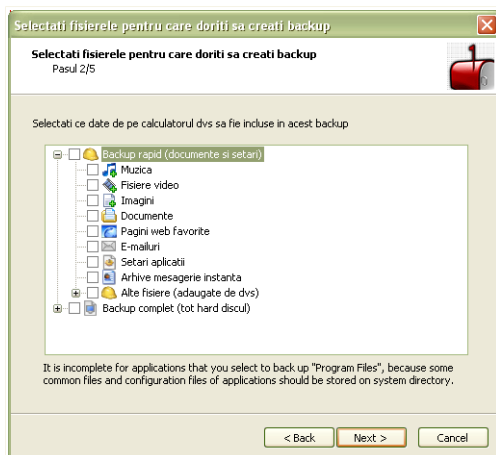 Selectati fisierele pentru care doriti sa creati backup
Selectati fisierele pentru care doriti sa creati backup
Pasul 2/5
Selectati ce date de pe calculatorul dvs sa fie incluse in acest backup
Backup rapid (documente si setari)
Muzica
Fisiere video
Imagini
Documente
Pagini web favorite
E-mailuri
Setari aplicatii
Arhive mesagerie instanta
Alte fisiere (adaugate de dvs)
Backup complet (tot hard discul)
It is incomplete for applications that you select to back up "Program Files", because some
common files and configuration files of applications should be stored on system directory.
< Back Next > Cancel